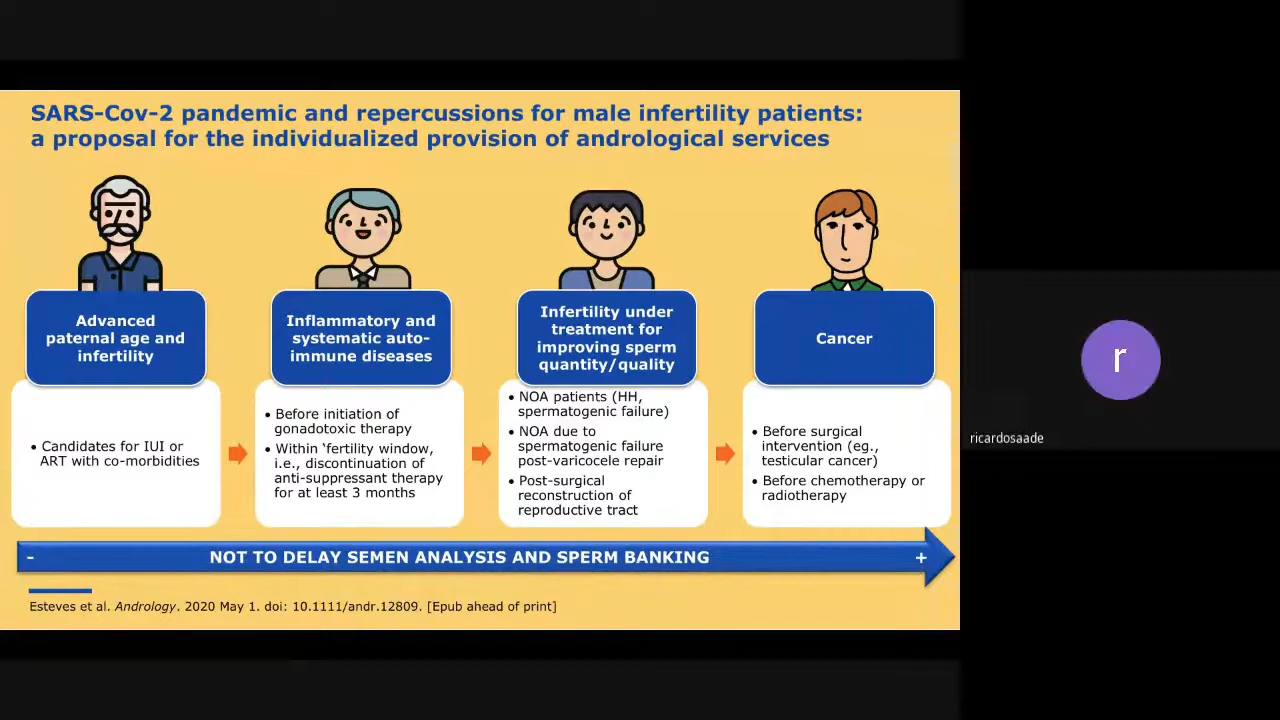 SARS-Cov-2 pandemic and repercussions for male infertility patients:
a proposal for the individualized provision of andrological services
Advanced
paternal age and
infertility
• Candidates for IUI or
ART with co-morbidities
Inflammatory and
systematic auto-
immune diseases
• Before initiation of
gonadotoxic therapy
• Within ‘fertility window,
i.e., discontinuation of
anti-suppressant therapy
for at least 3 months
Infertility under
treatment for
improving sperm
quantity/quality
• NOA patients (HH,
spermatogenic failure)
• NOA due to
spermatogenic failure
post-varicocele repair
• Post-surgical
reconstruction of
reproductive tract
Cancer
• Before surgical
intervention (eg.,
testicular cancer)
• Before chemotherapy or
radiotherapy
- NOT TO DELAY SEMEN ANALYSIS AND SPERM BANKING +
Esteves et al. Andrology. 2020 May 1. doi: 10.1111/andr.12809. [Epub ahead of print]
r
ricardosaade